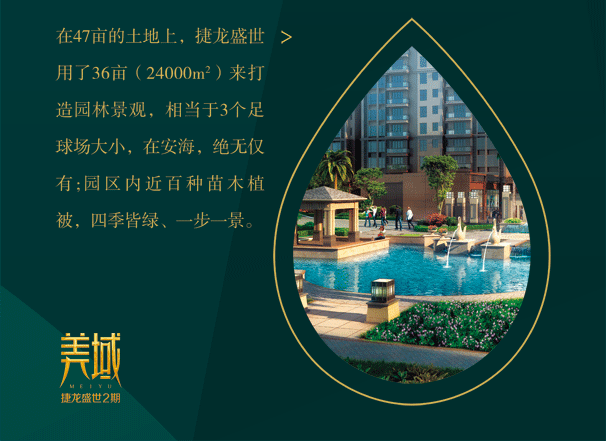 在47亩的土地上，捷龙盛世
用了36亩（24000m²）来打
造园林景观，相当于3个足
球场大小，在安海，绝无仅
有;园区内近百种苗木植
被，四季皆绿、一步一景。
美域
MEIYU
捷龙盛世2期